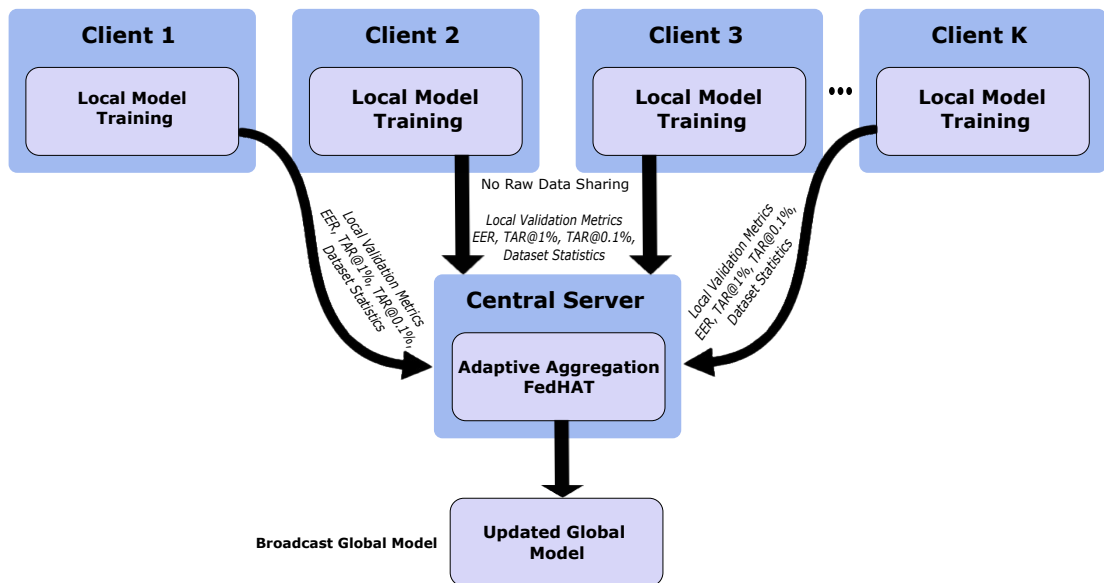 Client 1
Local Model
Training
Client 2
Local Model
Training
Client 3
Local Model
Training
...
Client K
Local Model
Training
No Raw Data Sharing
Local Validation Metrics
EER, TAR@1%, TAR@0.1%,
Dataset Statistics
Local Validation Metrics
EER, TAR@1%, TAR@0.1%,
Dataset Statistics
Local Validation Metrics
EER, TAR@1%, TAR@0.1%,
Dataset Statistics
Central Server
Adaptive Aggregation
FedHAT
Broadcast Global Model
Updated Global
Model